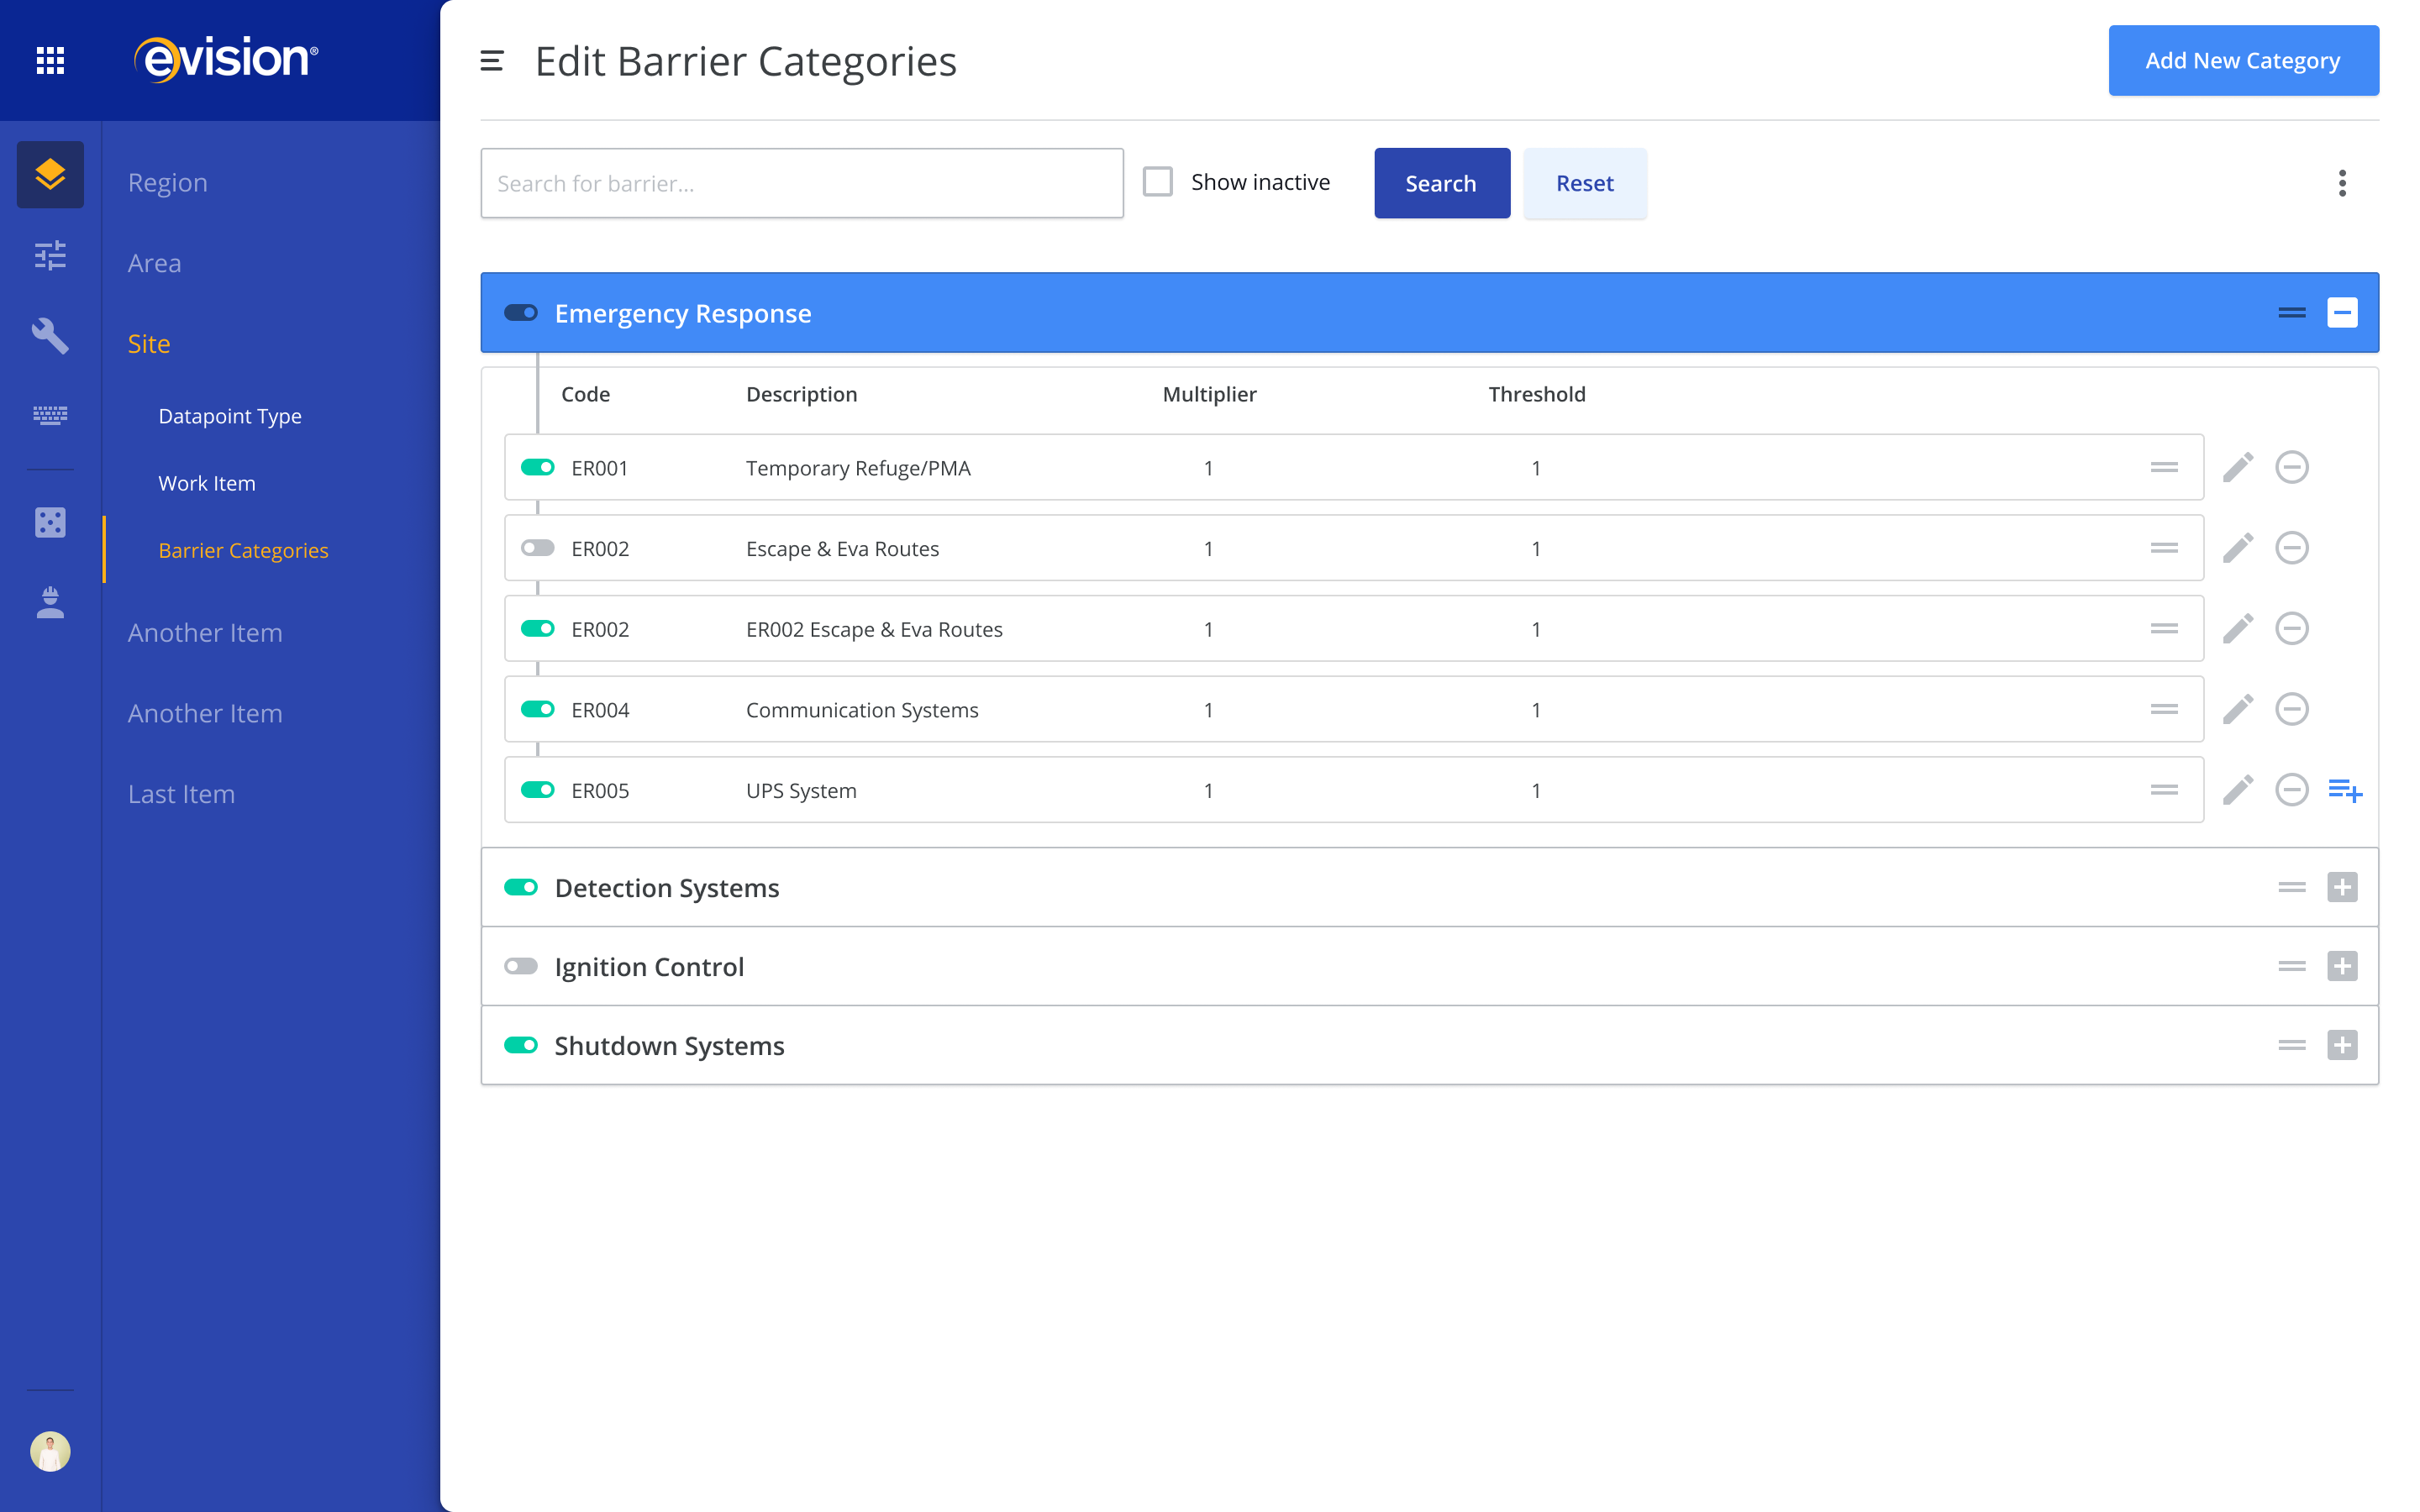 evision®
Edit Barrier Categories
Add New Category
Region
Area
Site
Datapoint Type
Work Item
Barrier Categories
Another Item
Another Item
Last Item
Search for barrier...
Show inactive
Search
Reset
Emergency Response
Code Description Multiplier Threshold
ER001 Temporary Refuge/PMA 1 1
ER002 Escape & Eva Routes 1 1
ER002 ER002 Escape & Eva Routes 1 1
ER004 Communication Systems 1 1
ER005 UPS System 1 1
Detection Systems
Ignition Control
Shutdown Systems